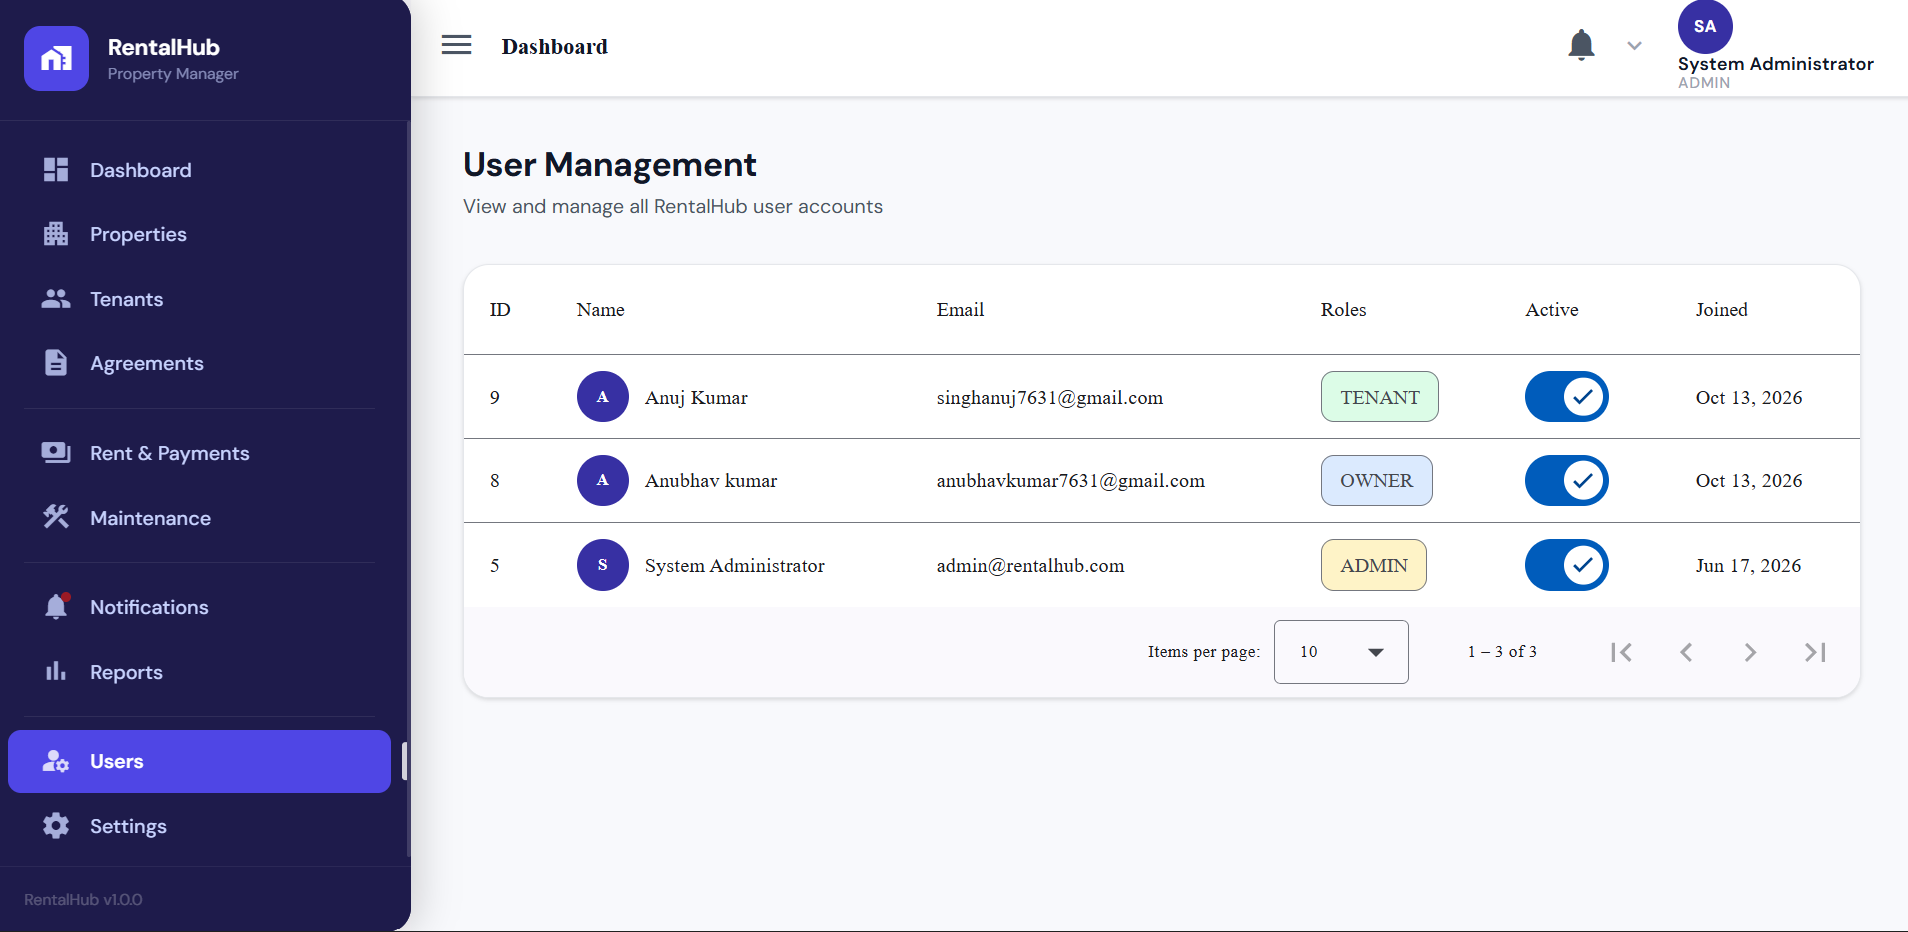 RentalHub
Property Manager
Dashboard
Properties
Tenants
Agreements
Rent & Payments
Maintenance
Notifications
Reports
Users
Settings
RentalHub v1.0.0
Dashboard
SA
System Administrator
ADMIN
User Management
View and manage all RentalHub user accounts
ID Name Email Roles Active Joined
9 A Anuj Kumar singhanuj7631@gmail.com TENANT Oct 13, 2026
8 A Anubhav kumar anubhavkumar7631@gmail.com OWNER Oct 13, 2026
5 S System Administrator admin@rentalhub.com ADMIN Jun 17, 2026
Items per page: 10 1 – 3 of 3